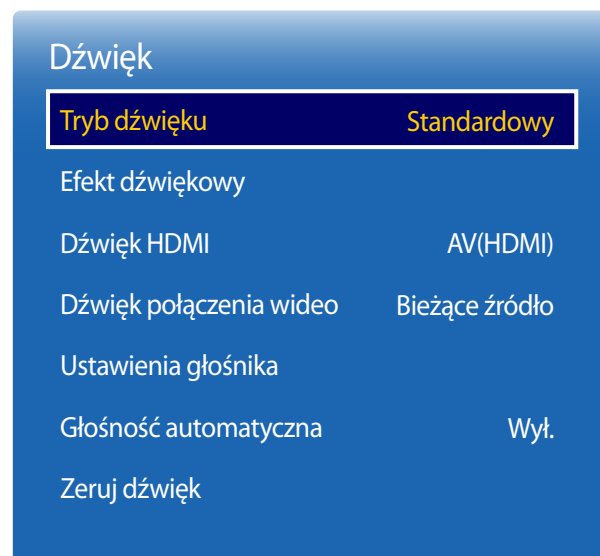 Dźwięk
Tryb dźwięku Standardowy
Efekt dźwiękowy
Dźwięk HDMI AV(HDMI)
Dźwięk połączenia wideo Bieżące źródło
Ustawienia głośnika
Głośność automatyczna Wył.
Zeruj dźwięk